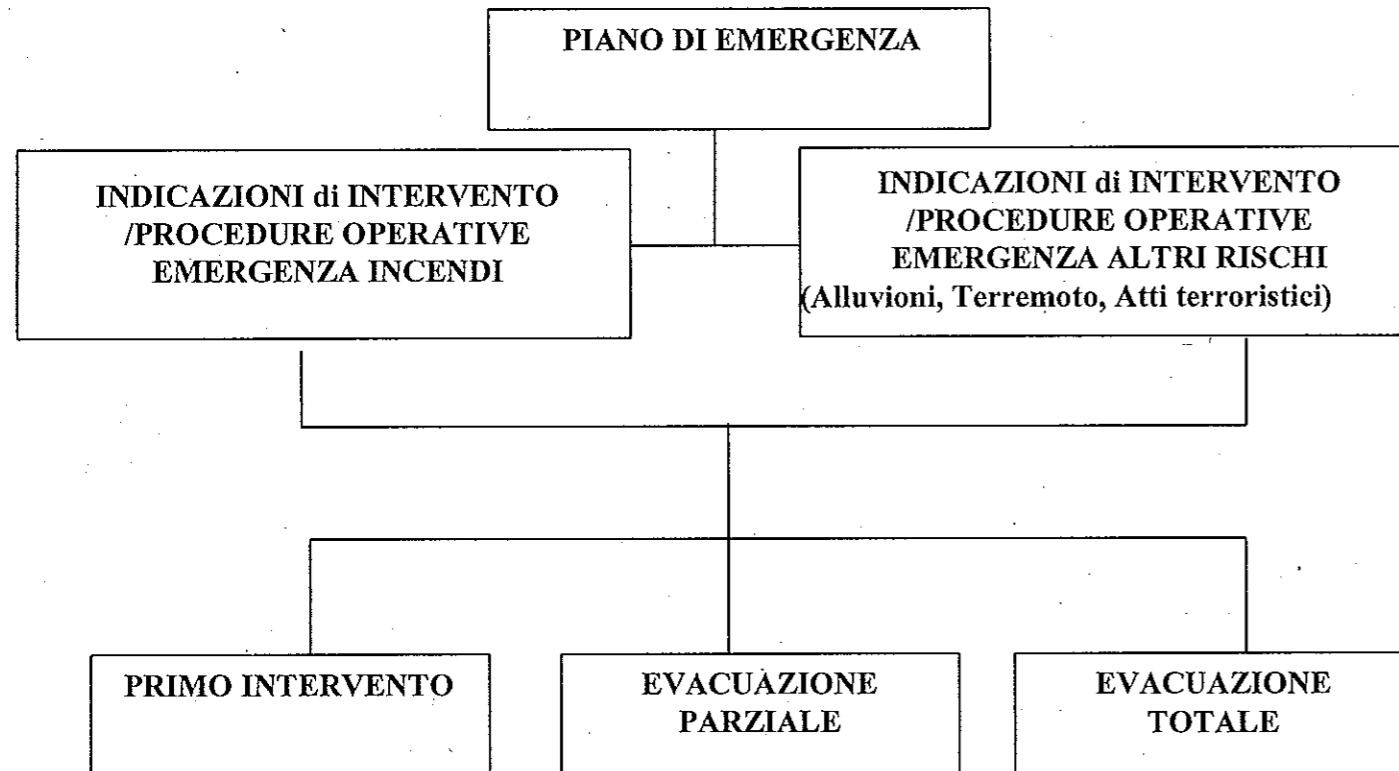 PIANO DI EMERGENZA
INDICAZIONI di INTERVENTO
/PROCEDURE OPERATIVE
EMERGENZA INCENDI
INDICAZIONI di INTERVENTO
/PROCEDURE OPERATIVE
EMERGENZA ALTRI RISCHI
(Alluvioni, Terremoto, Atti terroristici)
PRIMO INTERVENTO
EVACUAZIONE
PARZIALE
EVACUAZIONE
TOTALE